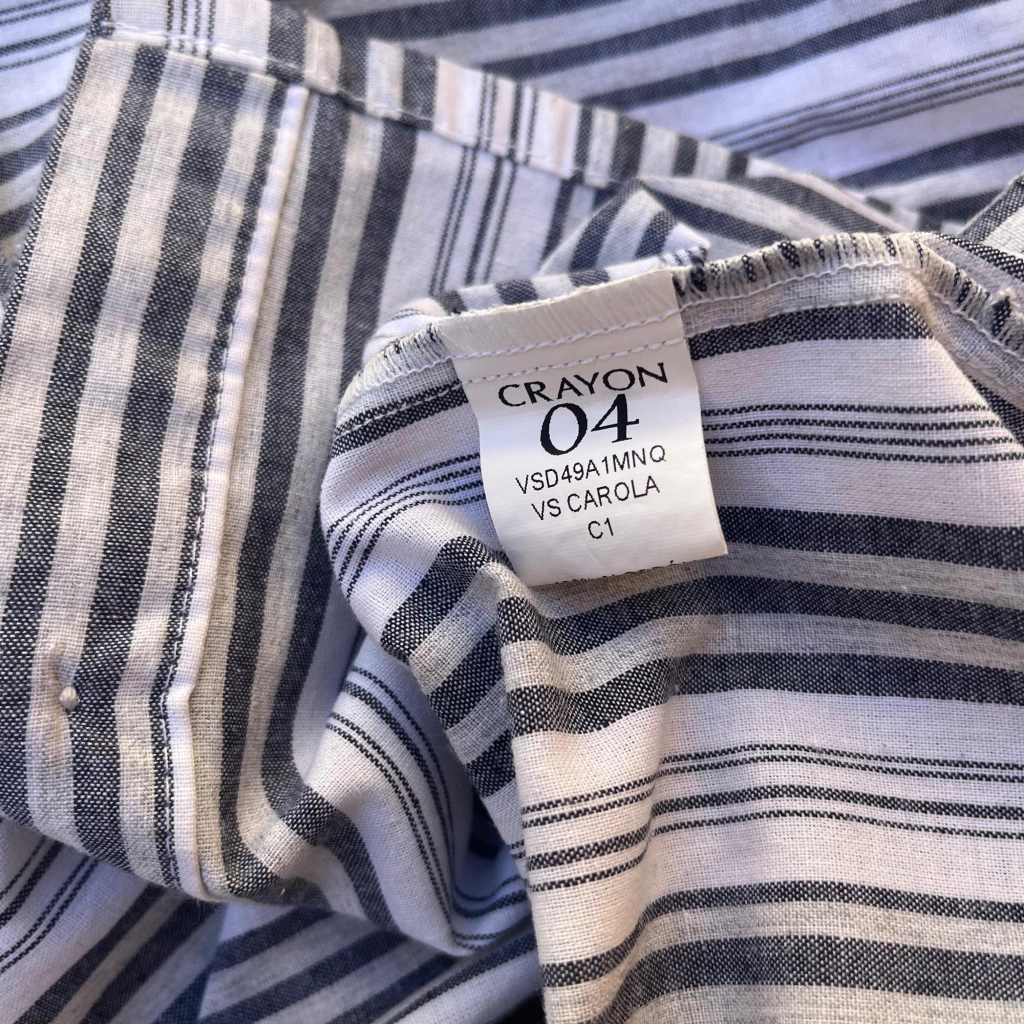 CRAYON
04
VSD49A1MNQ
VS CAROLA
C1